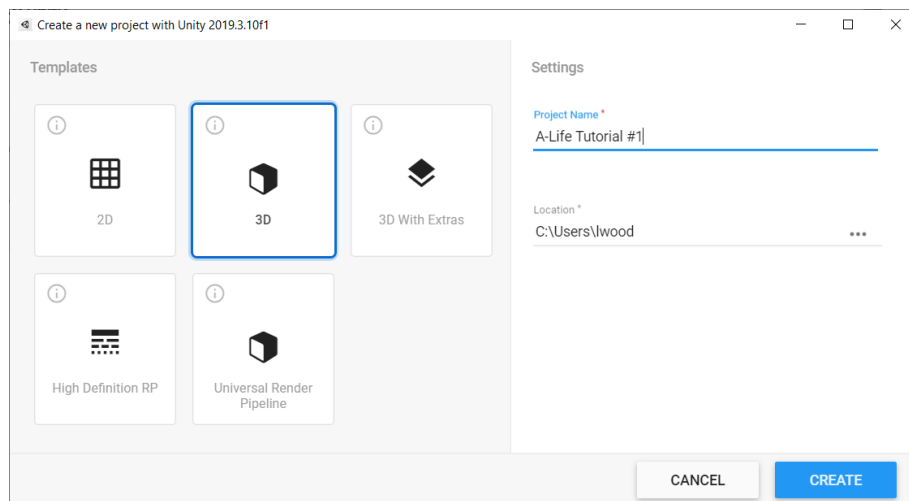 Create a new project with Unity 2019.3.10f1
Templates
2D
3D
3D With Extras
High Definition RP
Universal Render
Pipeline
Settings
Project Name *
A-Life Tutorial #1
Location *
C:\Users\lwood
CANCEL
CREATE